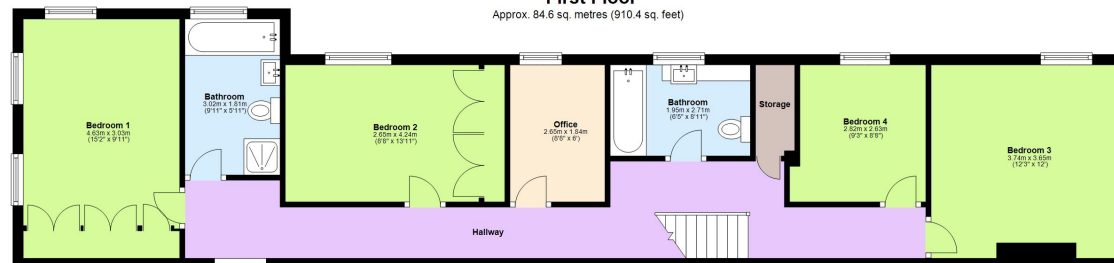 First Floor
Approx. 84.6 sq. metres (910.4 sq. feet)
Bedroom 1
4.63m x 3.03m
(15'2" x 9'11")
Bathroom
3.02m x 1.81m
(9'11" x 5'11")
Bedroom 2
2.65m x 4.24m
(8'8" x 13'11")
Office
2.65m x 1.84m
(8'8" x 6')
Bathroom
1.95m x 2.71m
(6'5" x 8'11")
Storage
Bedroom 4
2.82m x 2.63m
(9'3" x 8'8")
Bedroom 3
3.74m x 3.65m
(12'3" x 12')
Hallway